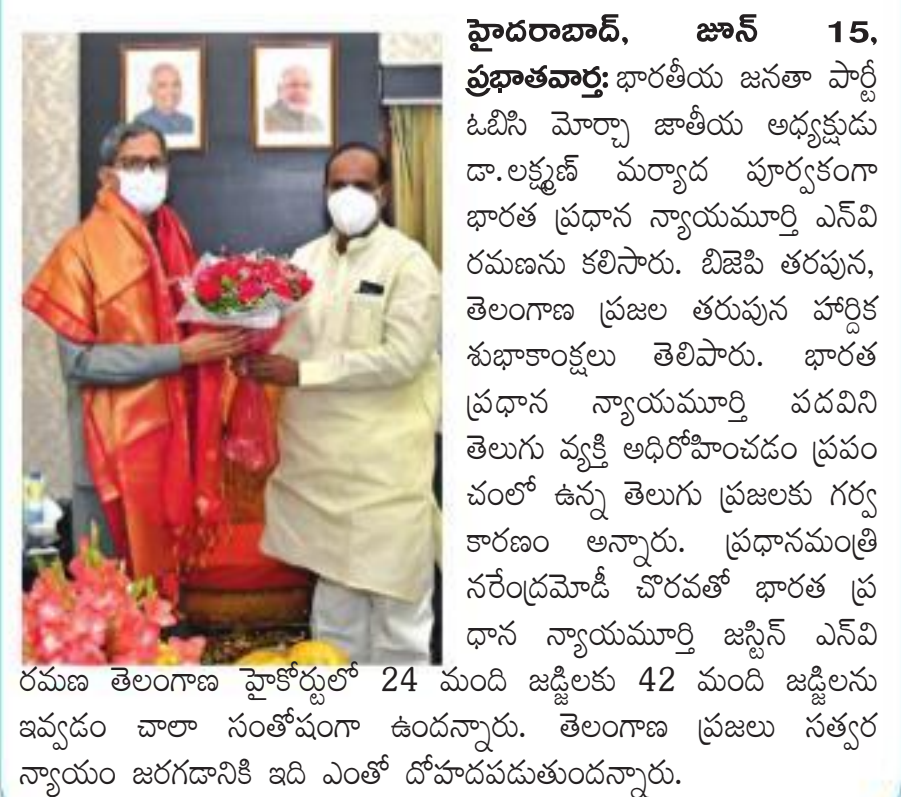 హైదరాబాద్, జూన్ 15,
ప్రభాతవార్త: భారతీయ జనతా పార్టీ
ఓబిసి మోర్చా జాతీయ అధ్యక్షుడు
డా.లక్ష్మణ్ మర్యాద పూర్వకంగా
భారత ప్రధాన న్యాయమూర్తి ఎన్‌వి
రమణను కలిసారు. బిజెపి తరపున,
తెలంగాణ ప్రజల తరుపున హార్దిక
శుభాకాంక్షలు తెలిపారు. భారత
ప్రధాన న్యాయమూర్తి పదవిని
తెలుగు వ్యక్తి అధిరోహించడం ప్రపం
చంలో ఉన్న తెలుగు ప్రజలకు గర్వ
కారణం అన్నారు. ప్రధానమంత్రి
నరేంద్రమోడీ చొరవతో భారత ప్ర
ధాన న్యాయమూర్తి జస్టిన్ ఎన్‌వి
రమణ తెలంగాణ హైకోర్టులో 24 మంది జడ్జిలకు 42 మంది జడ్జిలను
ఇవ్వడం చాలా సంతోషంగా ఉందన్నారు. తెలంగాణ ప్రజలు సత్వర
న్యాయం జరగడానికి ఇది ఎంతో దోహదపడుతుందన్నారు.